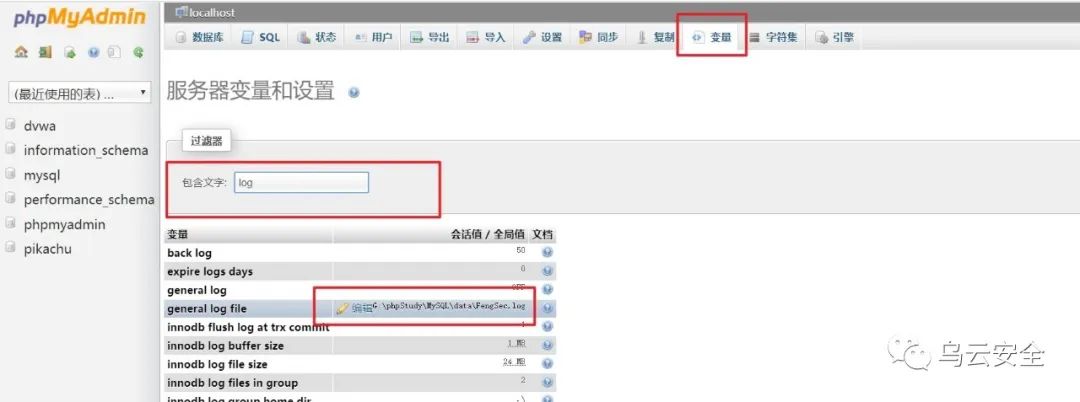 phpMyAdmin
localhost
数据库 SQL 状态 用户 导出 导入 设置 同步 复制 变量 字符集 引擎
(最近使用的表) ...
dvwa
information_schema
mysql
performance_schema
phpmyadmin
pikachu
服务器变量和设置
过滤器
包含文字: log
变量 会话值 / 全局值 文档
back log 50
expire logs days 0
general log OFF
general log file 编辑G:\phpStudy\MySQL\data\FengSec.log
innodb flush log at trx commit 1
innodb log buffer size 1 MB
innodb log file size 24 MB
innodb log files in group 2
innodb log group home dir .\
乌云安全